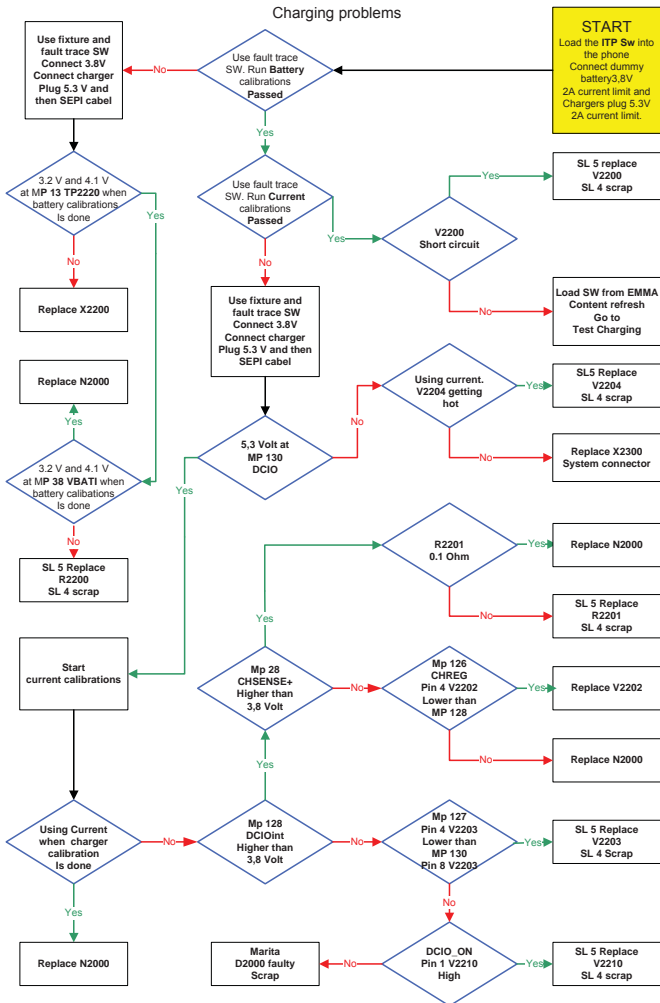 Charging problems
START
Load the ITP Sw into
the phone
Connect dummy
battery3,8V
2A current limit and
Chargers plug 5.3V
2A current limit.
Use fault trace
SW. Run Battery
calibrations
Passed
No
Yes
Use fixture and
fault trace SW
Connect 3.8V
Connect charger
Plug 5.3 V and
then SEPI cabel
3.2 V and 4.1 V
at MP 13 TP2220 when
battery calibrations
Is done
Yes
No
Replace X2200
Use fault trace
SW. Run Current
calibrations
Passed
Yes
No
V2200
Short circuit
Yes
SL 5 replace
V2200
SL 4 scrap
No
Load SW from EMMA
Content refresh
Go to
Test Charging
Use fixture and
fault trace SW
Connect 3.8V
Connect charger
Plug 5.3 V and then
SEPI cabel
Replace N2000
Yes
3.2 V and 4.1 V
at MP 38 VBATI when
battery calibations
Is done
No
SL 5 Replace
R2200
SL 4 scrap
5,3 Volt at
MP 130
DCIO
Yes
No
Using current.
V2204 getting
hot
Yes
SL5 Replace
V2204
SL 4 scrap
No
Replace X2300
System connector
R2201
0.1 Ohm
Yes
Replace N2000
No
SL 5 Replace
R2201
SL 4 scrap
Start
current calibrations
Yes
Mp 28
CHSENSE+
Higher than
3,8 Volt
No
Mp 126
CHREG
Pin 4 V2202
Lower than
MP 128
Yes
Replace V2202
No
Replace N2000
Yes
Using Current
when charger
calibration
Is done
No
Yes
Replace N2000
Mp 128
DCIOint
Higher than
3,8 Volt
No
Mp 127
Pin 4 V2203
Lower than
MP 130
Pin 8 V2203
Yes
SL 5 Replace
V2203
SL 4 Scrap
No
DCIO_ON
Pin 1 V2210
High
Yes
SL 5 Replace
V2210
SL 4 scrap
No
Marita
D2000 faulty
Scrap